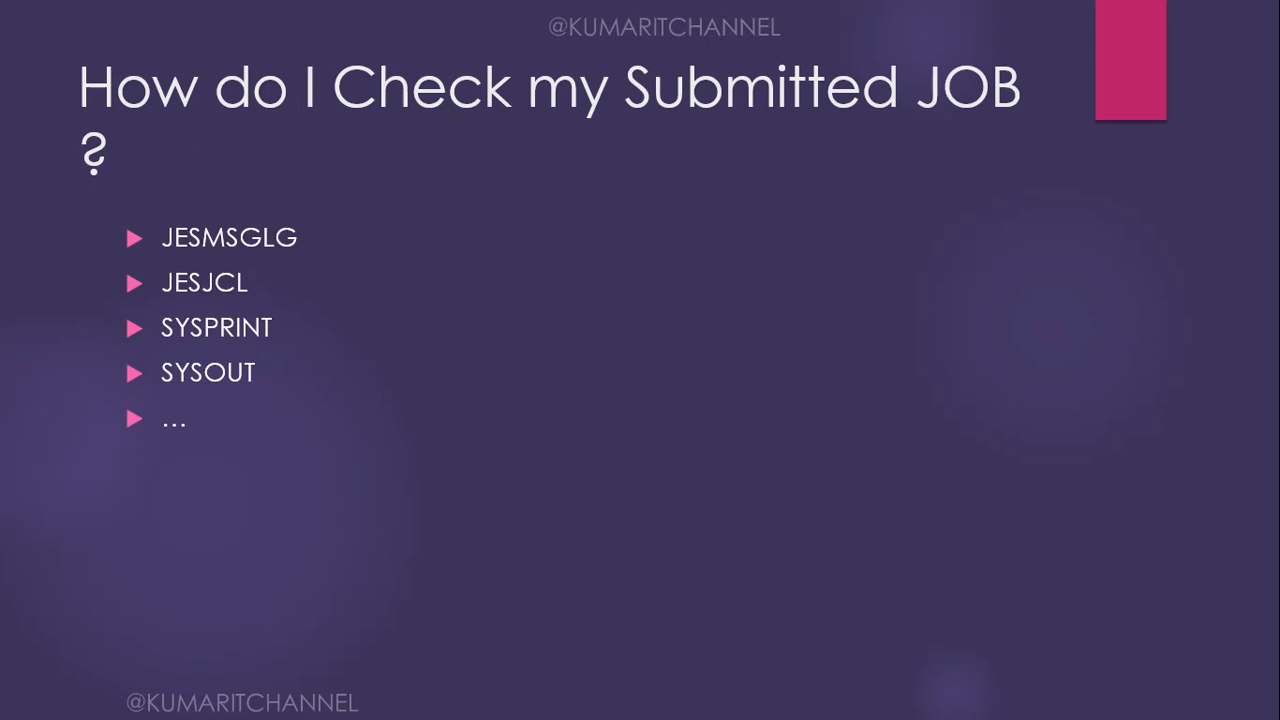 @KUMARITCHANNEL
How do I Check my Submitted JOB
?
JESMSGLG
JESJCL
SYSPRINT
SYSOUT
...
@KUMARITCHANNEL